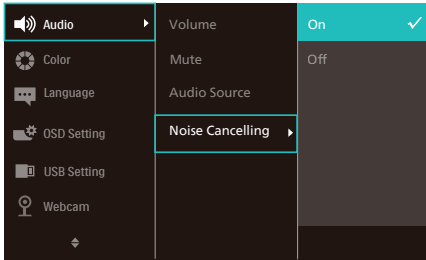 Audio
Color
Language
OSD Setting
USB Setting
Webcam
Volume
Mute
Audio Source
Noise Cancelling
On
Off